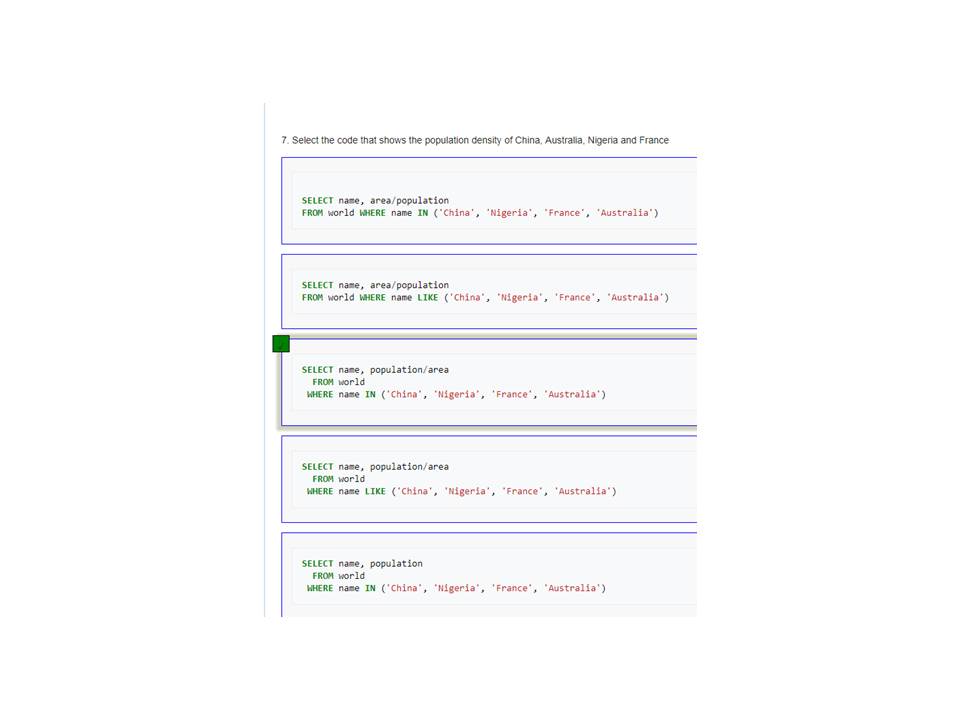 7. Select the code that shows the population density of China, Australia, Nigeria and France
SELECT name, area/population
FROM world WHERE name IN ('China', 'Nigeria', 'France', 'Australia')
SELECT name, area/population
FROM world WHERE name LIKE ('China', 'Nigeria', 'France', 'Australia')
SELECT name, population/area
FROM world
WHERE name IN ('China', 'Nigeria', 'France', 'Australia')
SELECT name, population/area
FROM world
WHERE name LIKE ('China', 'Nigeria', 'France', 'Australia')
SELECT name, population
FROM world
WHERE name IN ('China', 'Nigeria', 'France', 'Australia')